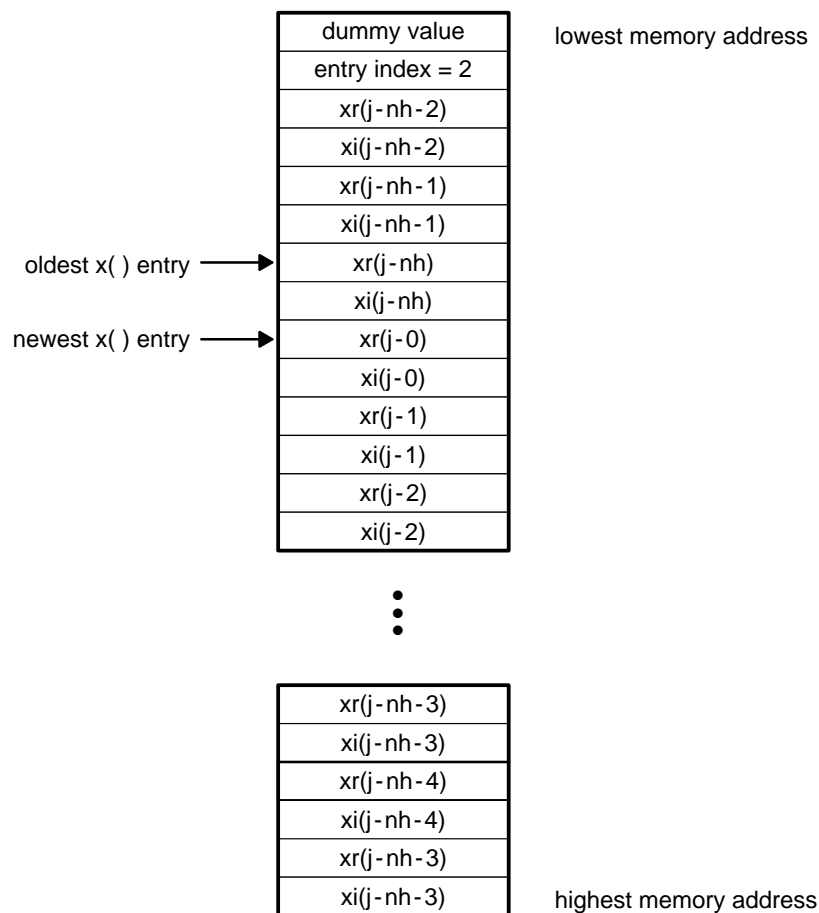 dummy value
lowest memory address
entry index = 2
xr(j-nh-2)
xi(j-nh-2)
xr(j-nh-1)
xi(j-nh-1)
oldest x( ) entry
xr(j-nh)
xi(j-nh)
newest x( ) entry
xr(j-0)
xi(j-0)
xr(j-1)
xi(j-1)
xr(j-2)
xi(j-2)
xr(j-nh-3)
xi(j-nh-3)
xr(j-nh-4)
xi(j-nh-4)
xr(j-nh-3)
xi(j-nh-3)
highest memory address